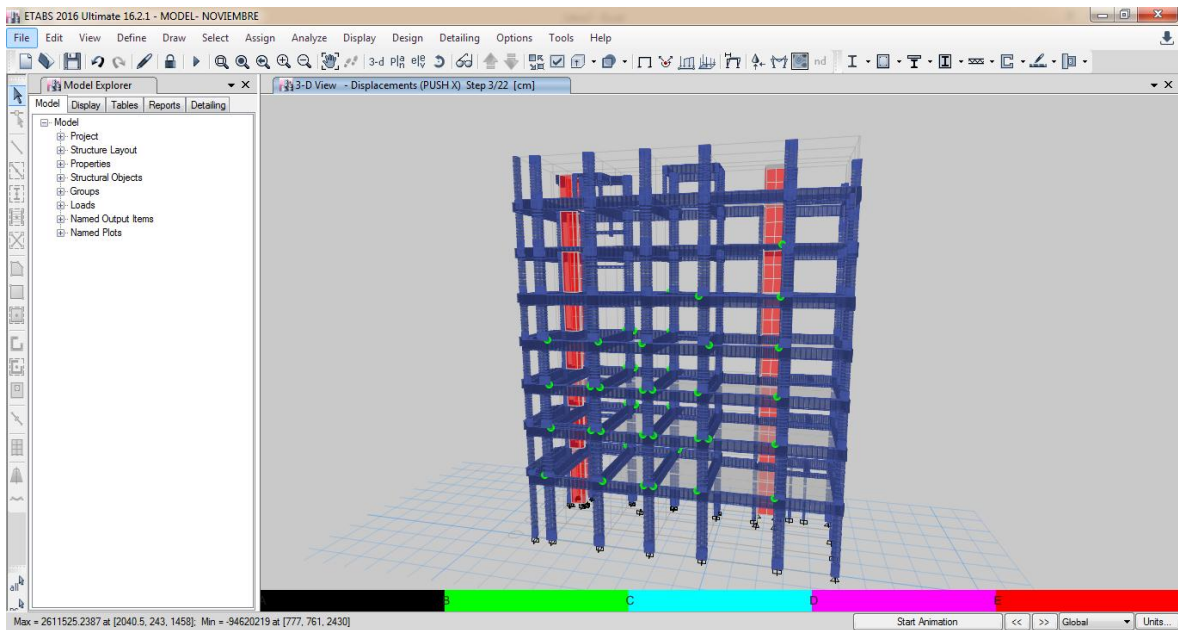 ETABS 2016 Ultimate 16.2.1 - MODEL- NOVIEMBRE
File Edit View Define Draw Select Assign Analyze Display Design Detailing Options Tools Help
3-d nd
Model Explorer
3-D View - Displacements (PUSH X) Step 3/22 [cm]
Model Display Tables Reports Detailing
Model
Project
Structure Layout
Properties
Structural Objects
Groups
Loads
Named Output Items
Named Plots
all
B C D E
Max = 2611525.2387 at [2040.5, 243, 1458]; Min = -94620219 at [777, 761, 2430]
Start Animation << >> Global Units...